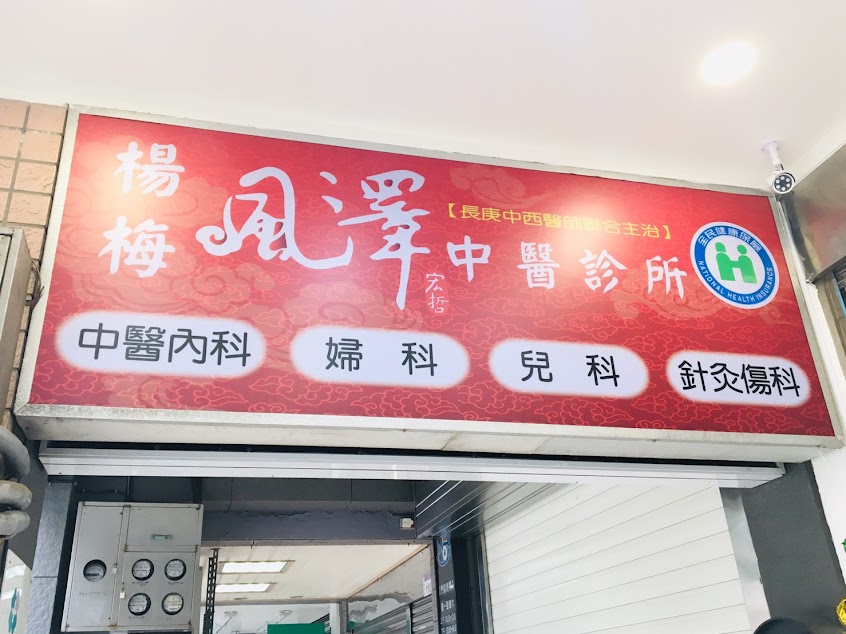 楊梅
風澤
宏哲
【長庚中西醫師聯合主治】
中醫診所
全民健康保險
NATIONAL HEALTH INSURANCE
中醫內科
婦科
兒科
針灸傷科